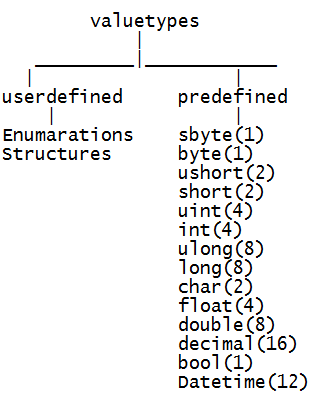 valuetypes
userdefined predefined
Enumarations sbyte(1)
Structures byte(1)
ushort(2)
short(2)
uint(4)
int(4)
ulong(8)
long(8)
char(2)
float(4)
double(8)
decimal(16)
bool(1)
Datetime(12)